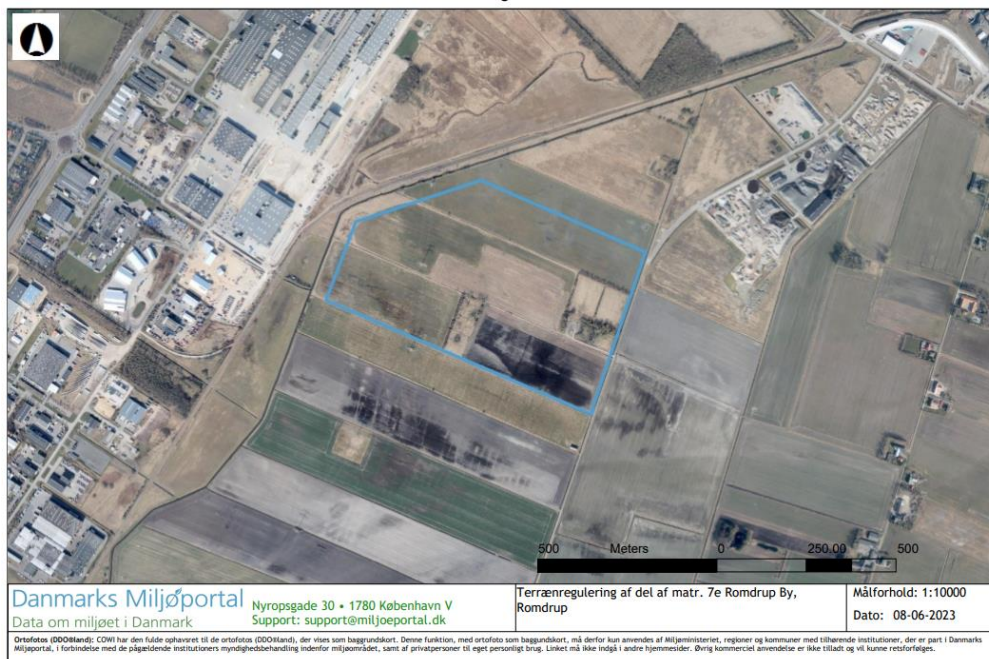 500 Meters 0 250.00 500
Danmarks Miljøportal
Data om miljøet i Danmark
Nyropsgade 30 • 1780 København V
Support: support@miljoeportal.dk
Terrænregulering af del af matr. 7e Romdrup By,
Romdrup
Målforhold: 1:10000
Dato: 08-06-2023
Ortofotos (DDO®land): COWI har den fulde ophavsret til de ortofotos (DDO®land), der vises som baggrundskort. Denne funktion, med ortofoto som baggundskort, må derfor kun anvendes af Miljøministeriet, regioner og kommuner med tilhørende institutioner, der er part i Danmarks
Miljøportal, i forbindelse med de pågældende institutioners myndighedsbehandling indenfor miljøområdet, samt af privatpersoner til eget personligt brug. Linket må ikke indgå i andre hjemmesider. Øvrig kommerciel anvendelse er ikke tilladt og vil kunne retsforfølges.